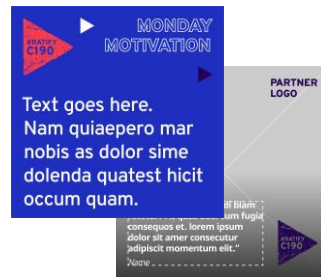 MONDAY
MOTIVATION
#RATIFY
C190
Text goes here.
Nam quiaepero mar
nobis as dolor sime
dolenda quatest hicit
occum quam.
PARTNER
LOGO
fugia
consequos et. lorem ipsum
dolor sit amer consecutur
adipiscit momentum elit."
Name
#RATIFY
C190